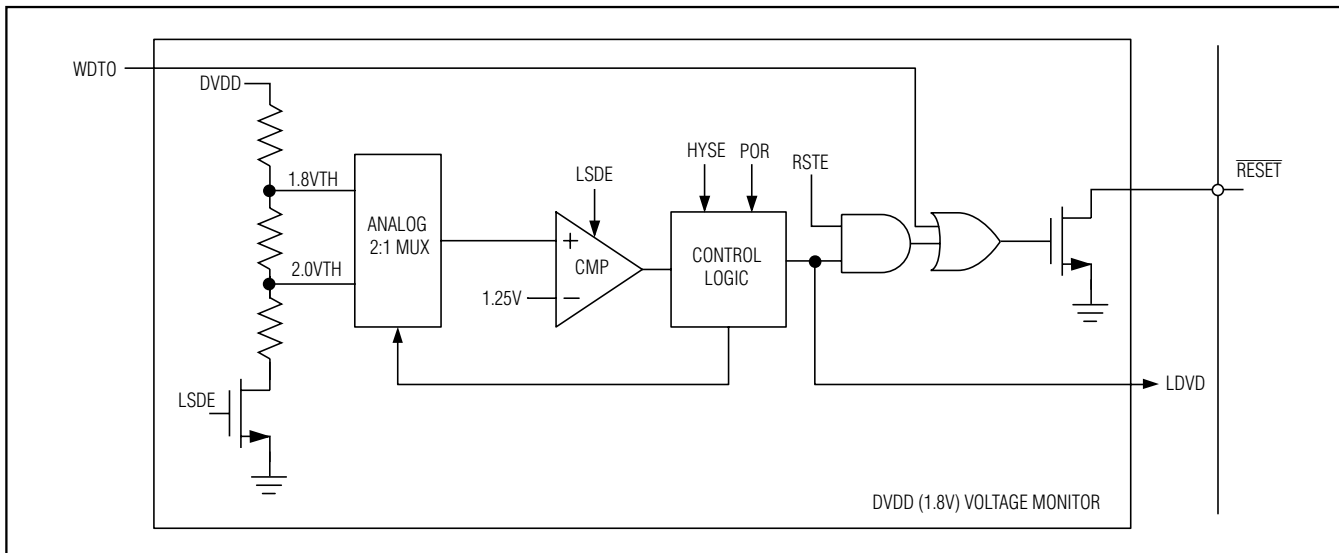 WDTO
DVDD
1.8VTH
2.0VTH
LSDE
ANALOG
2:1 MUX
1.25V
+
−
CMP
LSDE
HYSE
POR
CONTROL
LOGIC
RSTE
RESET
LDVD
DVDD (1.8V) VOLTAGE MONITOR